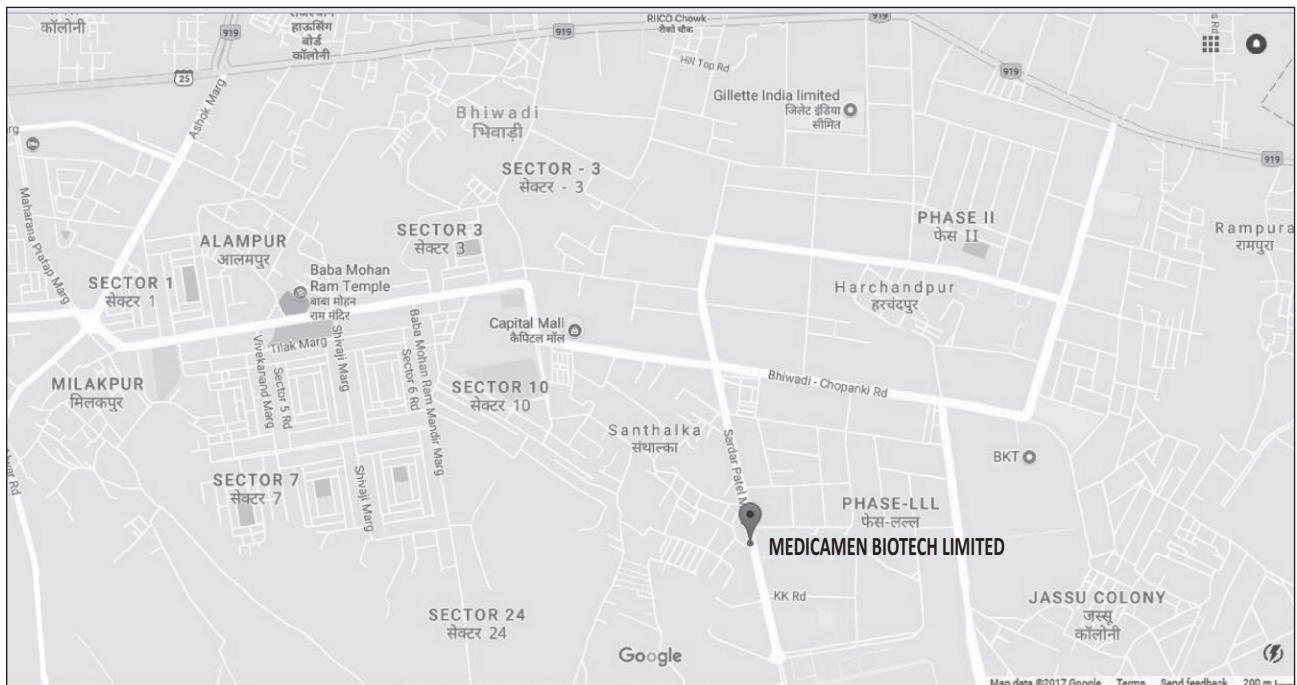 कॉलोनी
हाऊसिंग
बोर्ड
कॉलोनी
919
25
Ashok Marg
919
RIICO Chowk
रीको चौक
919
Hill Top Rd
919
919
Gillette India limited
जिलेट इंडिया
सीमित
Bhiwadi
भिवाड़ी
SECTOR - 3
सेक्टर - 3
Maharana Pratap Marg
ALAMPUR
आलमपुर
SECTOR 3
सेक्टर 3
PHASE II
फेस II
Rampura
रामपुरा
SECTOR 1
सेक्टर 1
Baba Mohan
Ram Temple
बाबा मोहन
राम मंदिर
Harchandpur
हरचंदपुर
Capital Mall
कैपिटल मॉल
Tilak Marg
Vivekanand Marg
Sector 5 Rd
Shivaji Marg
Baba Mohan Ram Mandir Marg
Sector 6 Rd
MILAKPUR
मिलकपुर
SECTOR 10
सेक्टर 10
Bhiwadi - Chopanki Rd
Santhalka
संथाल्का
Sardar Patel M
BKT
SECTOR 7
सेक्टर 7
Shivaji Marg
PHASE-LLL
फेस-लल्ल
MEDICAMEN BIOTECH LIMITED
KK Rd
SECTOR 24
सेक्टर 24
JASSU COLONY
जस्सू
कॉलोनी
Google
Map data ©2017 Google Terms Send feedback 200 m